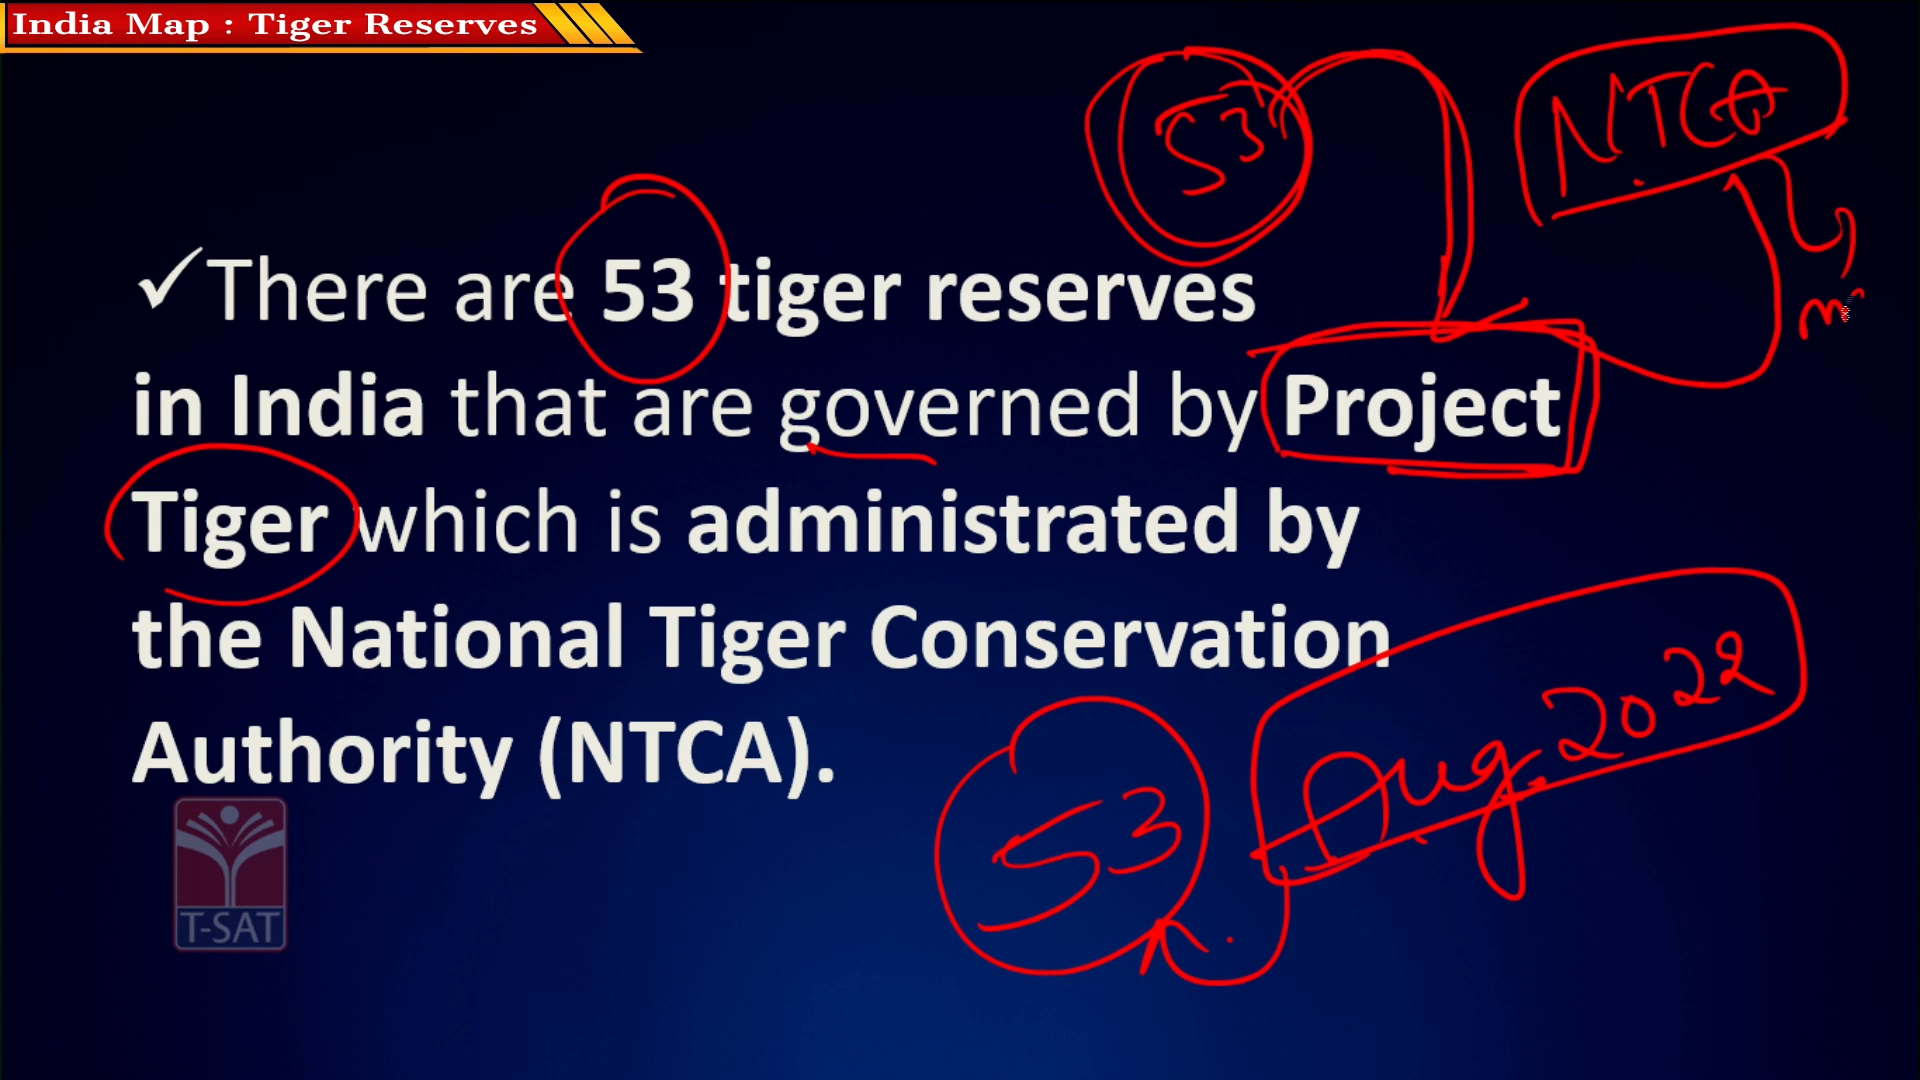 India Map : Tiger Reserves
53
NTCA
✓There are 53 tiger reserves
in India that are governed by Project
Tiger which is administrated by
the National Tiger Conservation
Authority (NTCA).
Aug.2022
53
T-SAT